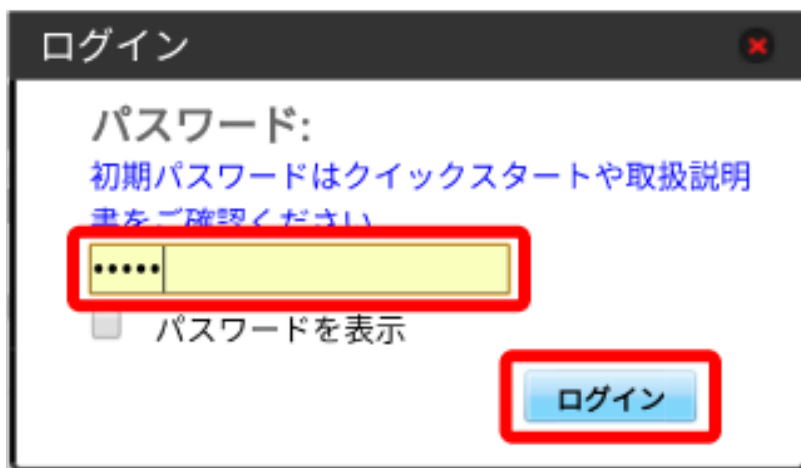 ログイン
パスワード:
初期パスワードはクイックスタートや取扱説明
書をご確認ください
•••••
パスワードを表示
ログイン